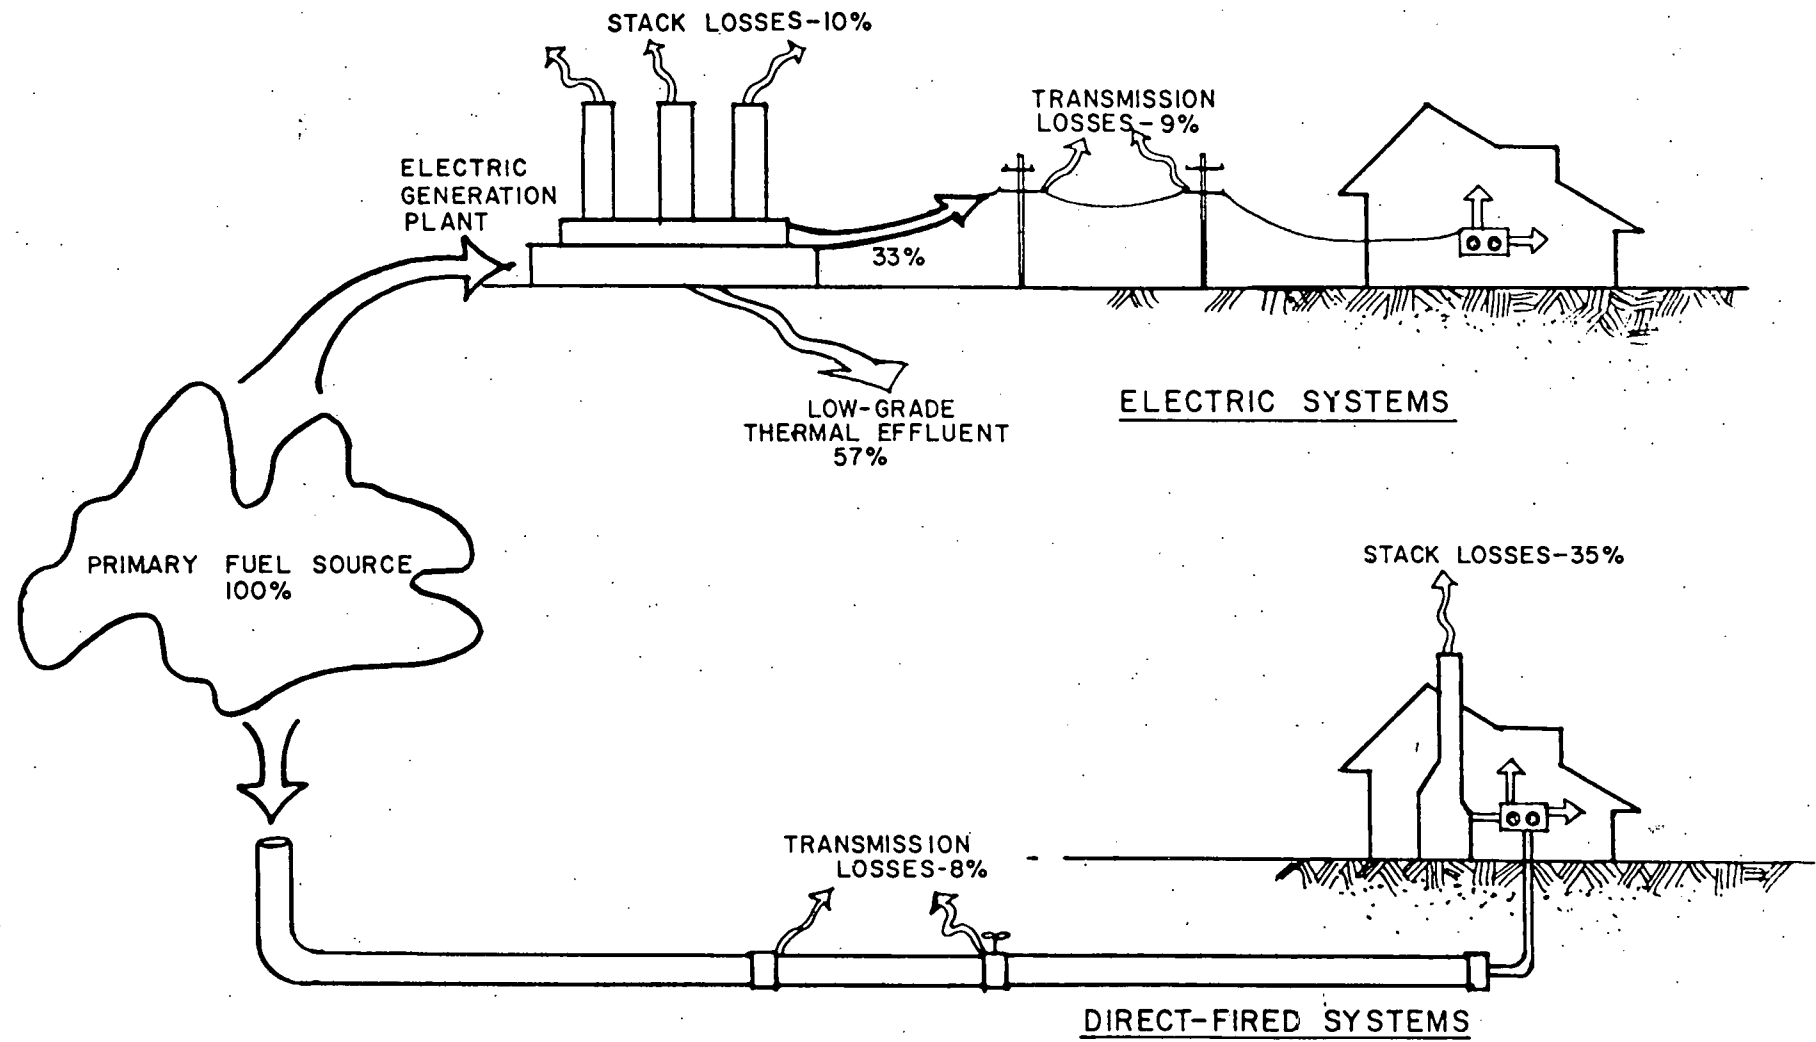 STACK LOSSES-10%
TRANSMISSION
LOSSES-9%
ELECTRIC
GENERATION
PLANT
33%
LOW-GRADE
THERMAL EFFLUENT
57%
ELECTRIC SYSTEMS
PRIMARY FUEL SOURCE
100%
STACK LOSSES-35%
TRANSMISSION
LOSSES-8%
DIRECT-FIRED SYSTEMS